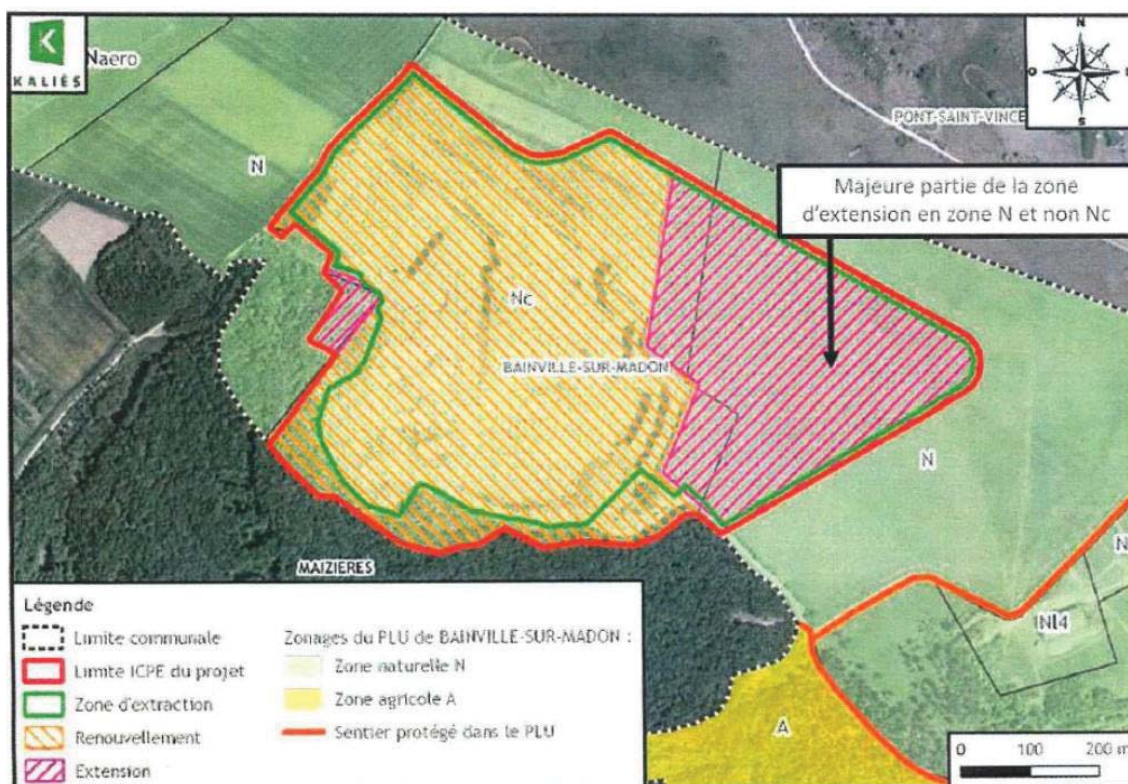 K
KALIÈS
Naero
N
N
O
S
PONT-SAINT-VINCE
Majeure partie de la zone
d'extension en zone N et non Nc
Nc
BAINVILLE-SUR-MADON
N
MAIZIERES
N
Nl4
A
Légende
Limite communale
Limite ICPE du projet
Zone d'extraction
Renouvellement
Extension
Zonages du PLU de BAINVILLE-SUR-MADON :
Zone naturelle N
Zone agricole A
Sentier protégé dans le PLU
0 100 200 m